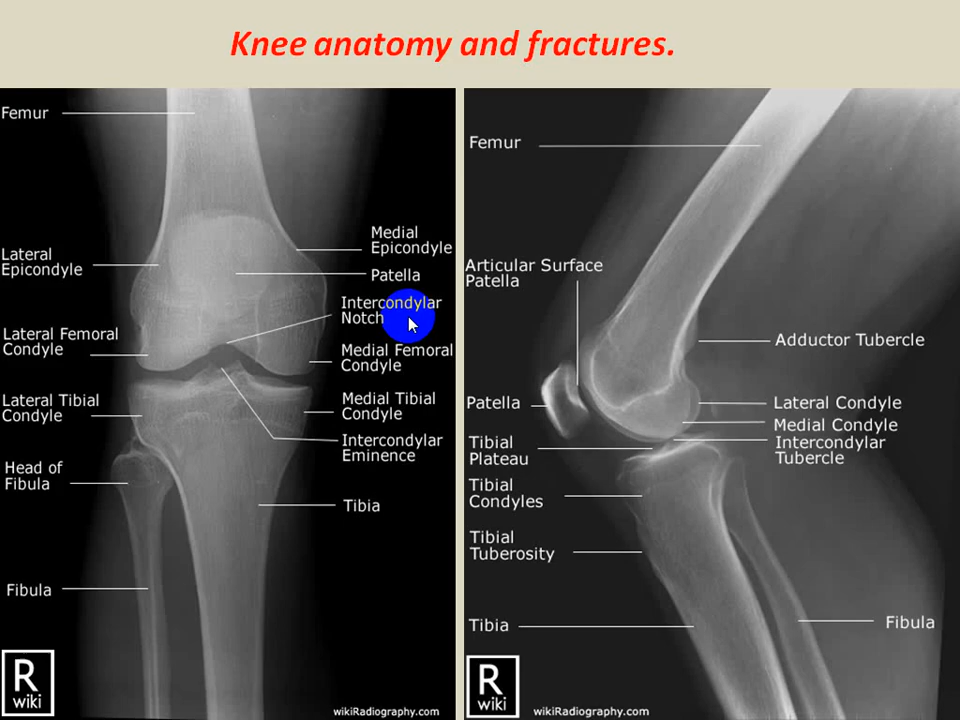 Knee anatomy and fractures.
Femur
Lateral
Epicondyle
Lateral Femoral
Condyle
Lateral Tibial
Condyle
Head of
Fibula
Fibula
Medial
Epicondyle
Patella
Intercondylar
Notch
Medial Femoral
Condyle
Medial Tibial
Condyle
Intercondylar
Eminence
Tibia
R
wiki
wikiRadiography.com
Femur
Articular Surface
Patella
Patella
Tibial
Plateau
Tibial
Condyles
Tibial
Tuberosity
Tibia
Adductor Tubercle
Lateral Condyle
Medial Condyle
Intercondylar
Tubercle
Fibula
R
wiki
wikiRadiography.com